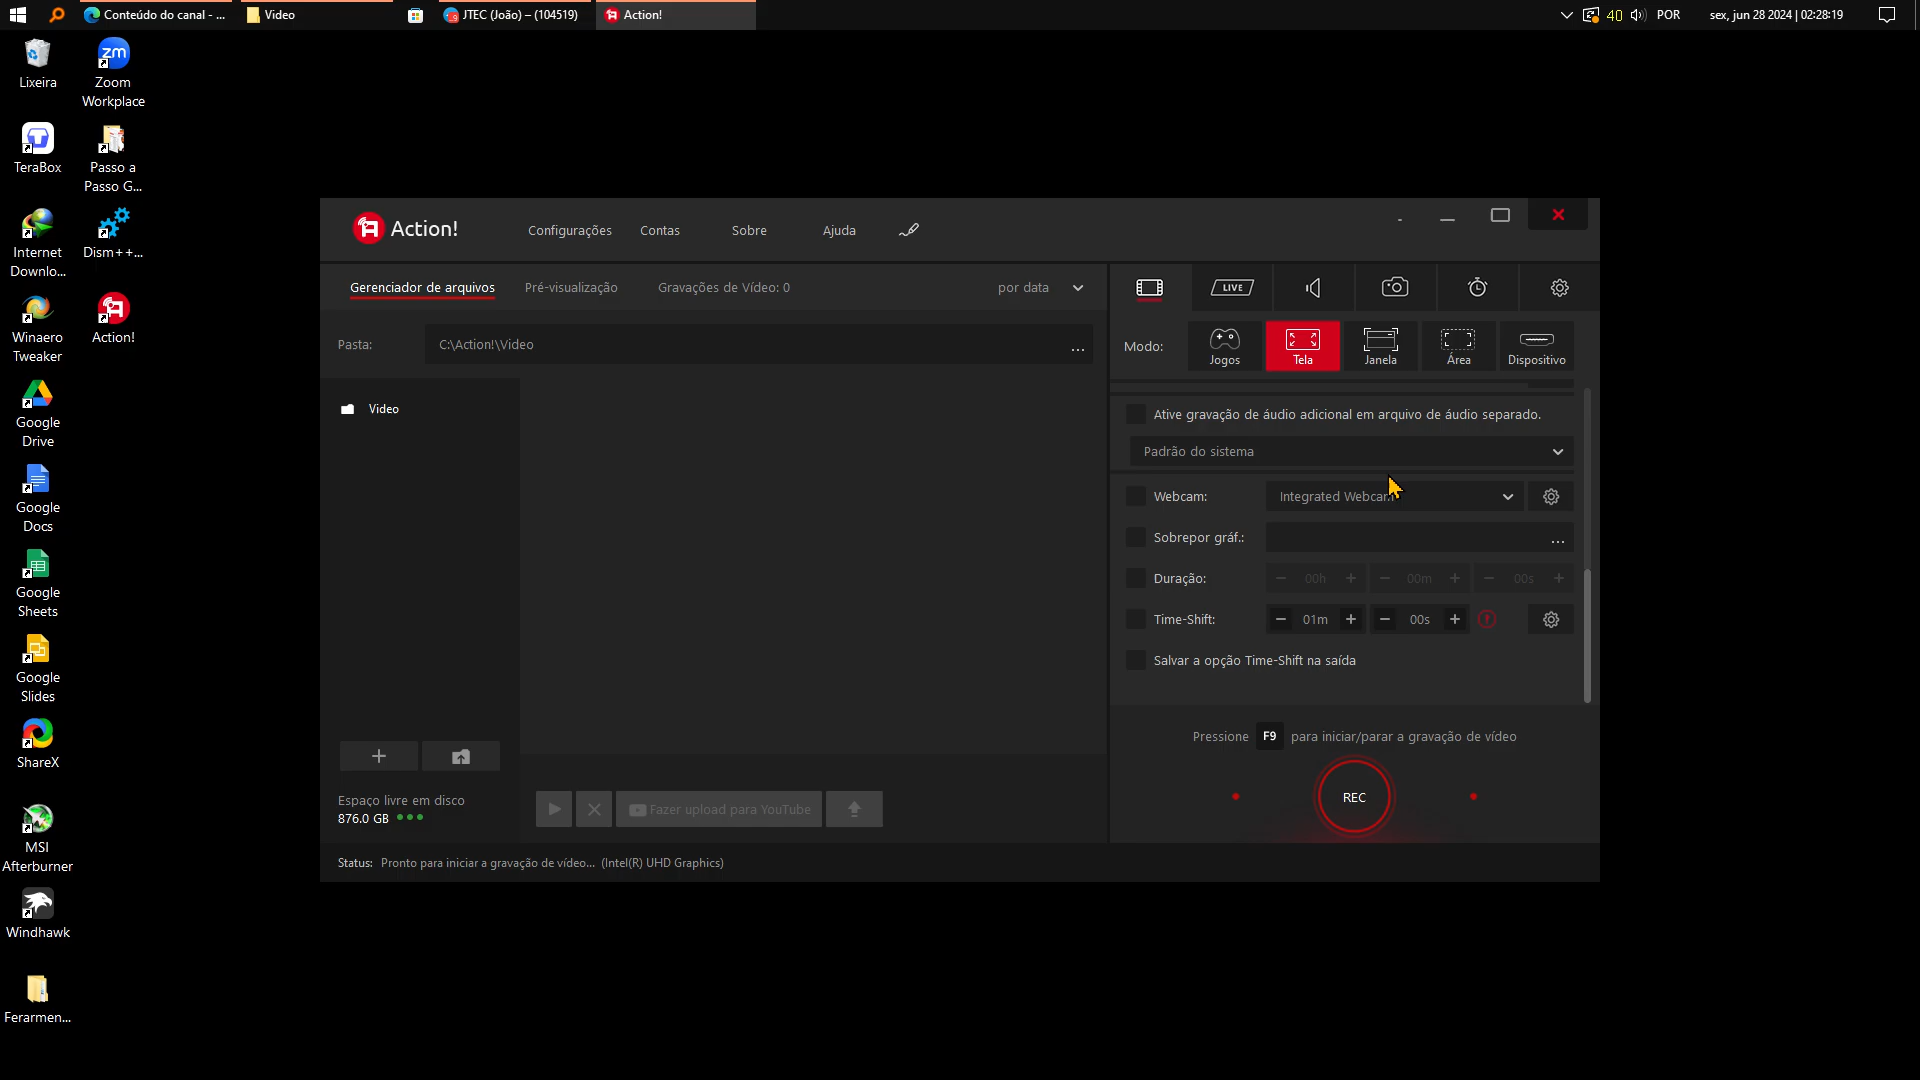 Conteúdo do canal - ...
Video
JTEC (João) – (104519)
Action!
40
POR
sex, jun 28 2024 | 02:28:19
Lixeira
Zoom
Workplace
TeraBox
Passo a
Passo G...
Internet
Downlo...
Dism++...
Winaero
Tweaker
Action!
Google
Drive
Google
Docs
Google
Sheets
Google
Slides
ShareX
MSI
Afterburner
Windhawk
Ferarmen...
Action!
Configurações
Contas
Sobre
Ajuda
Gerenciador de arquivos
Pré-visualização
Gravações de Vídeo: 0
por data
Pasta:
C:\Action!\Video
...
Video
Espaço livre em disco
876.0 GB
Fazer upload para YouTube
Status: Pronto para iniciar a gravação de vídeo... (Intel(R) UHD Graphics)
LIVE
Modo:
Jogos
Tela
Janela
Área
Dispositivo
Ative gravação de áudio adicional em arquivo de áudio separado.
Padrão do sistema
Webcam:
Integrated Webcam
Sobrepor gráf.:
...
Duração:
− 00h +
− 00m +
− 00s +
Time-Shift:
− 01m +
− 00s +
Salvar a opção Time-Shift na saída
Pressione F9 para iniciar/parar a gravação de vídeo
REC